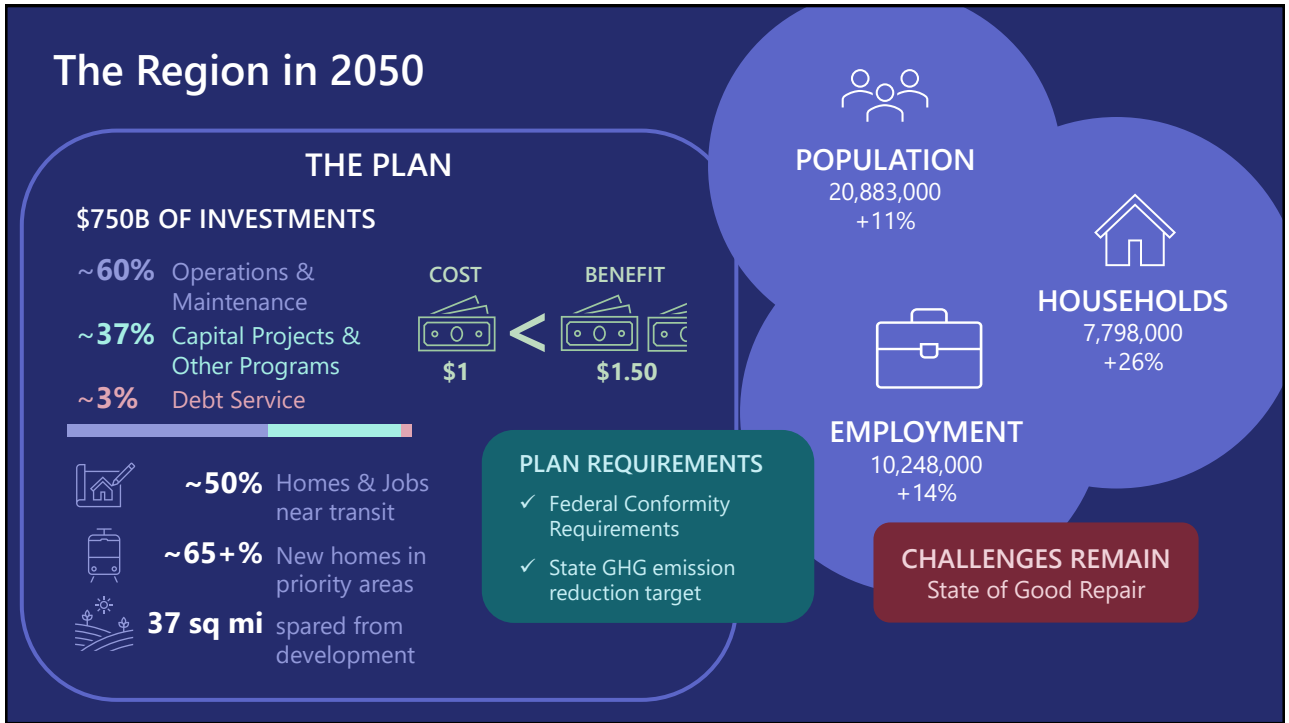 The Region in 2050
THE PLAN
$750B OF INVESTMENTS
~60% Operations &
Maintenance
~37% Capital Projects &
Other Programs
~3% Debt Service
COST
$1
<
BENEFIT
$1.50
~50% Homes & Jobs
near transit
~65+% New homes in
priority areas
37 sq mi spared from
development
PLAN REQUIREMENTS
✓ Federal Conformity
Requirements
✓ State GHG emission
reduction target
POPULATION
20,883,000
+11%
HOUSEHOLDS
7,798,000
+26%
EMPLOYMENT
10,248,000
+14%
CHALLENGES REMAIN
State of Good Repair